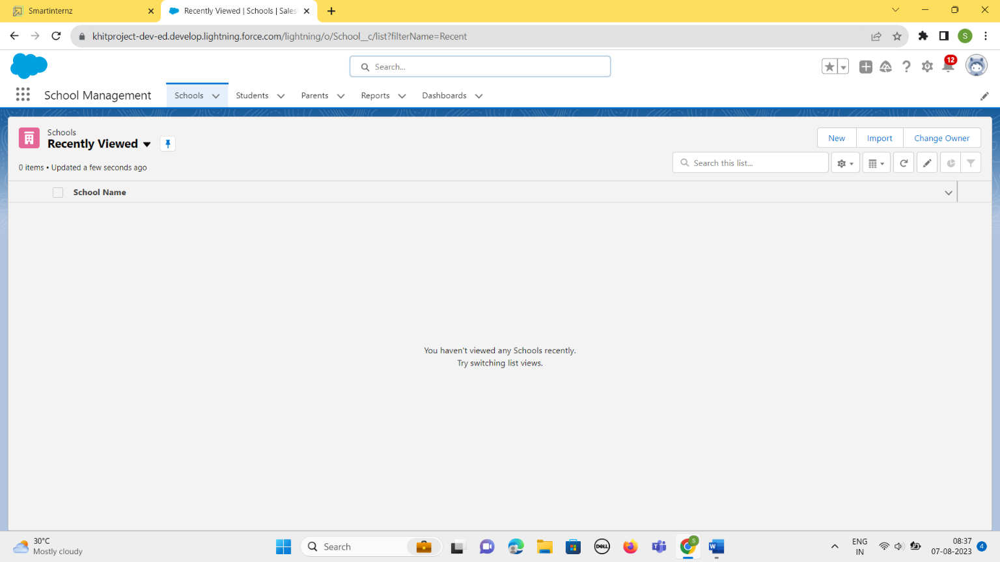 Smartinternz
Recently Viewed | Schools | Sales
khitproject-dev-ed.develop.lightning.force.com/lightning/o/School__c/list?filterName=Recent
S
Search...
12
School Management
Schools
Students
Parents
Reports
Dashboards
Schools
Recently Viewed
New
Import
Change Owner
0 items • Updated a few seconds ago
Search this list...
School Name
You haven't viewed any Schools recently.
Try switching list views.
30°C
Mostly cloudy
Search
DELL
S
ENG
IN
08:37
07-08-2023
4